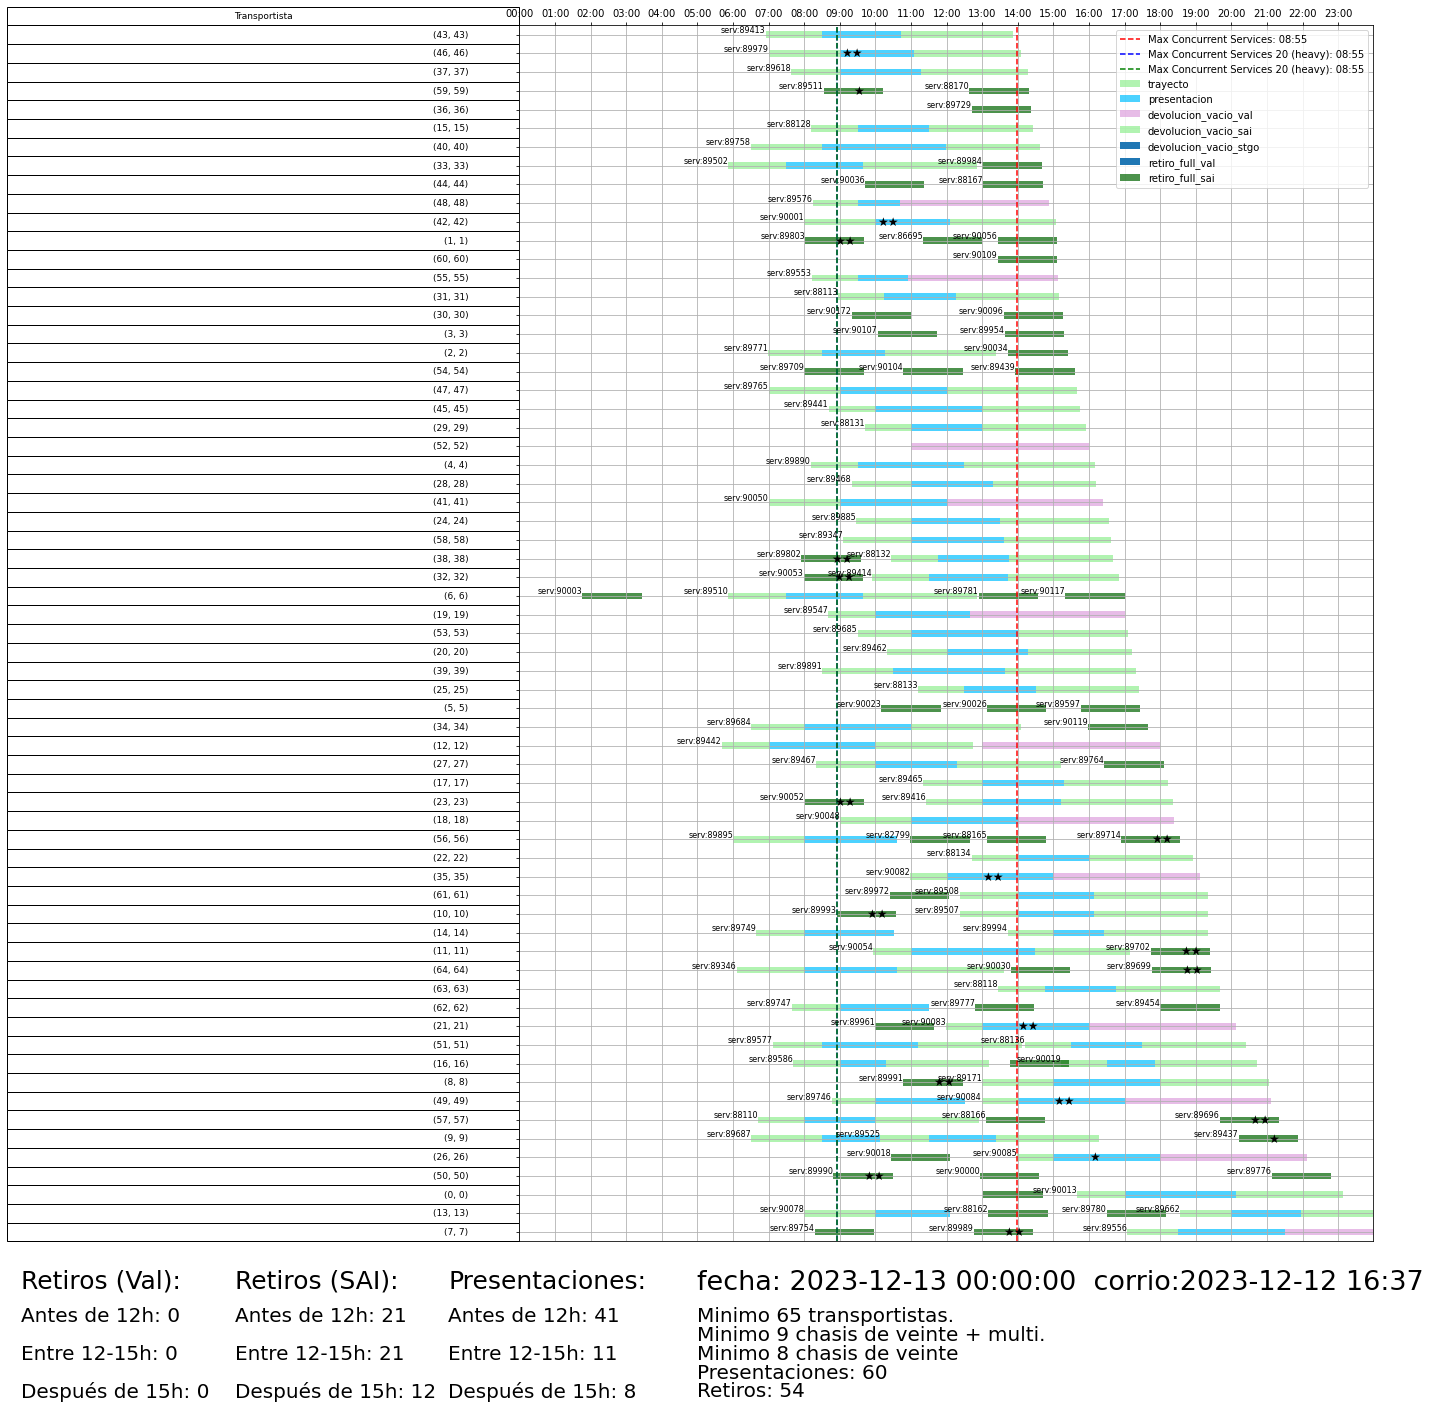 Transportista
00:00 01:00 02:00 03:00 04:00 05:00 06:00 07:00 08:00 09:00 10:00 11:00 12:00 13:00 14:00 15:00 16:00 17:00 18:00 19:00 20:00 21:00 22:00 23:00
Max Concurrent Services: 08:55
Max Concurrent Services 20 (heavy): 08:55
Max Concurrent Services 20 (heavy): 08:55
trayecto
presentacion
devolucion_vacio_val
devolucion_vacio_sai
devolucion_vacio_stgo
retiro_full_val
retiro_full_sai
(43, 43) serv:89413
(46, 46) serv:89979
(37, 37) serv:89618
(59, 59) serv:89511 serv:88170
(36, 36) serv:89729
(15, 15) serv:88128
(40, 40) serv:89758
(33, 33) serv:89502 serv:89984
(44, 44) serv:90036 serv:88167
(48, 48) serv:89576
(42, 42) serv:90001
(1, 1) serv:89803 serv:86695 serv:90056
(60, 60) serv:90109
(55, 55) serv:89553
(31, 31) serv:88113
(30, 30) serv:90172 serv:90096
(3, 3) serv:90107 serv:89954
(2, 2) serv:89771 serv:90034
(54, 54) serv:89709 serv:90104 serv:89439
(47, 47) serv:89765
(45, 45) serv:89441
(29, 29) serv:88131
(52, 52)
(4, 4) serv:89890
(28, 28) serv:89468
(41, 41) serv:90050
(24, 24) serv:89885
(58, 58) serv:89347
(38, 38) serv:89802 serv:88132
(32, 32) serv:90053 serv:89414
(6, 6) serv:90003 serv:89510 serv:89781 serv:90117
(19, 19) serv:89547
(53, 53) serv:89685
(20, 20) serv:89462
(39, 39) serv:89891
(25, 25) serv:88133
(5, 5) serv:90023 serv:90026 serv:89597
(34, 34) serv:89684 serv:90119
(12, 12) serv:89442
(27, 27) serv:89467 serv:89764
(17, 17) serv:89465
(23, 23) serv:90052 serv:89416
(18, 18) serv:90048
(56, 56) serv:89895 serv:82799 serv:88165 serv:89714
(22, 22) serv:88134
(35, 35) serv:90082
(61, 61) serv:89972 serv:89508
(10, 10) serv:89993 serv:89507
(14, 14) serv:89749 serv:89994
(11, 11) serv:90054 serv:89702
(64, 64) serv:89346 serv:90030 serv:89699
(63, 63) serv:88118
(62, 62) serv:89747 serv:89777 serv:89454
(21, 21) serv:89961 serv:90083
(51, 51) serv:89577 serv:88136
(16, 16) serv:89586 serv:90019
(8, 8) serv:89991 serv:89171
(49, 49) serv:89746 serv:90084
(57, 57) serv:88110 serv:88166 serv:89696
(9, 9) serv:89687 serv:89525 serv:89437
(26, 26) serv:90018 serv:90085
(50, 50) serv:89990 serv:90000 serv:89776
(0, 0) serv:90013
(13, 13) serv:90078 serv:88162 serv:89780 serv:89662
(7, 7) serv:89754 serv:89989 serv:89556
Retiros (Val):
Antes de 12h: 0
Entre 12-15h: 0
Después de 15h: 0
Retiros (SAI):
Antes de 12h: 21
Entre 12-15h: 21
Después de 15h: 12
Presentaciones:
Antes de 12h: 41
Entre 12-15h: 11
Después de 15h: 8
fecha: 2023-12-13 00:00:00 corrio:2023-12-12 16:37
Minimo 65 transportistas.
Minimo 9 chasis de veinte + multi.
Minimo 8 chasis de veinte
Presentaciones: 60
Retiros: 54